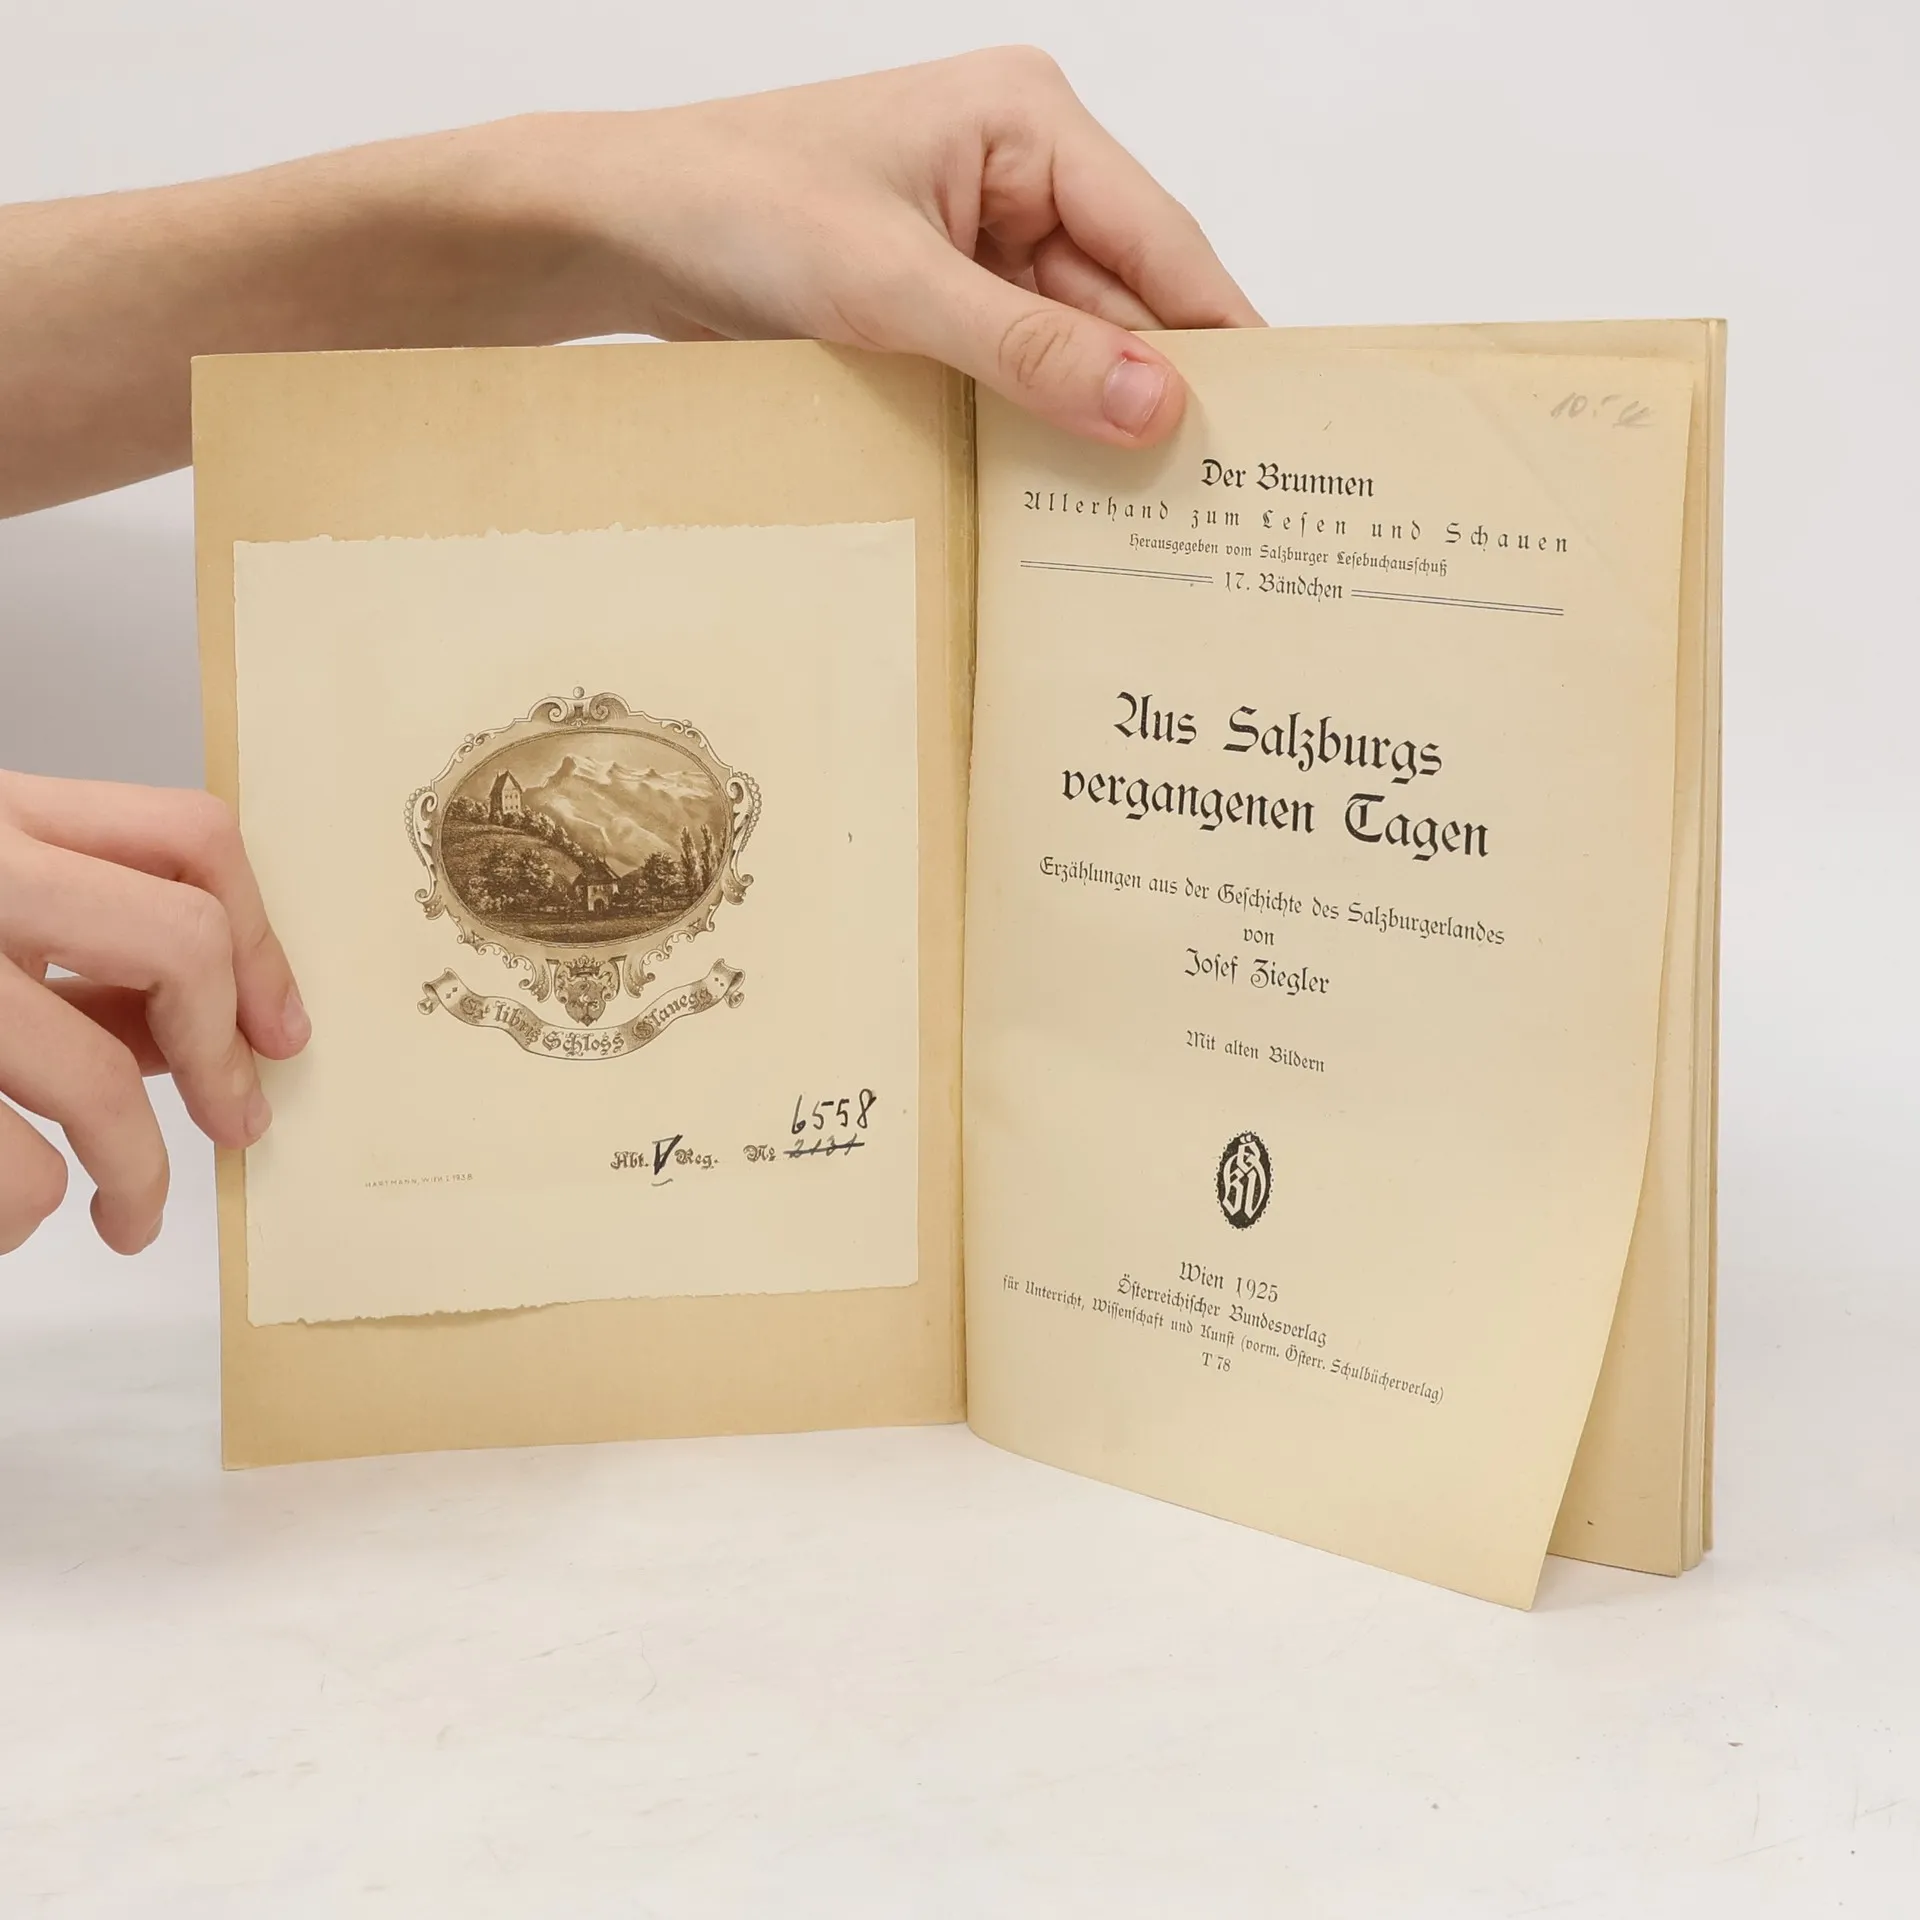 Ex libris Schloss Glanegg
6558
Abt. V Reg. No 2131
HARTMANN, WIEN I. 1938
Der Brunnen
Allerhand zum Leſen und Schauen
Herausgegeben vom Salzburger Leſebuchausſchuß
17. Bändchen
Aus Salzburgs
vergangenen Tagen
Erzählungen aus der Geſchichte des Salzburgerlandes
von
Joſef Ziegler
Mit alten Bildern
Wien 1925
Öſterreichiſcher Bundesverlag
für Unterricht, Wiſſenſchaft und Kunſt (vorm. Öſterr. Schulbücherverlag)
T 78